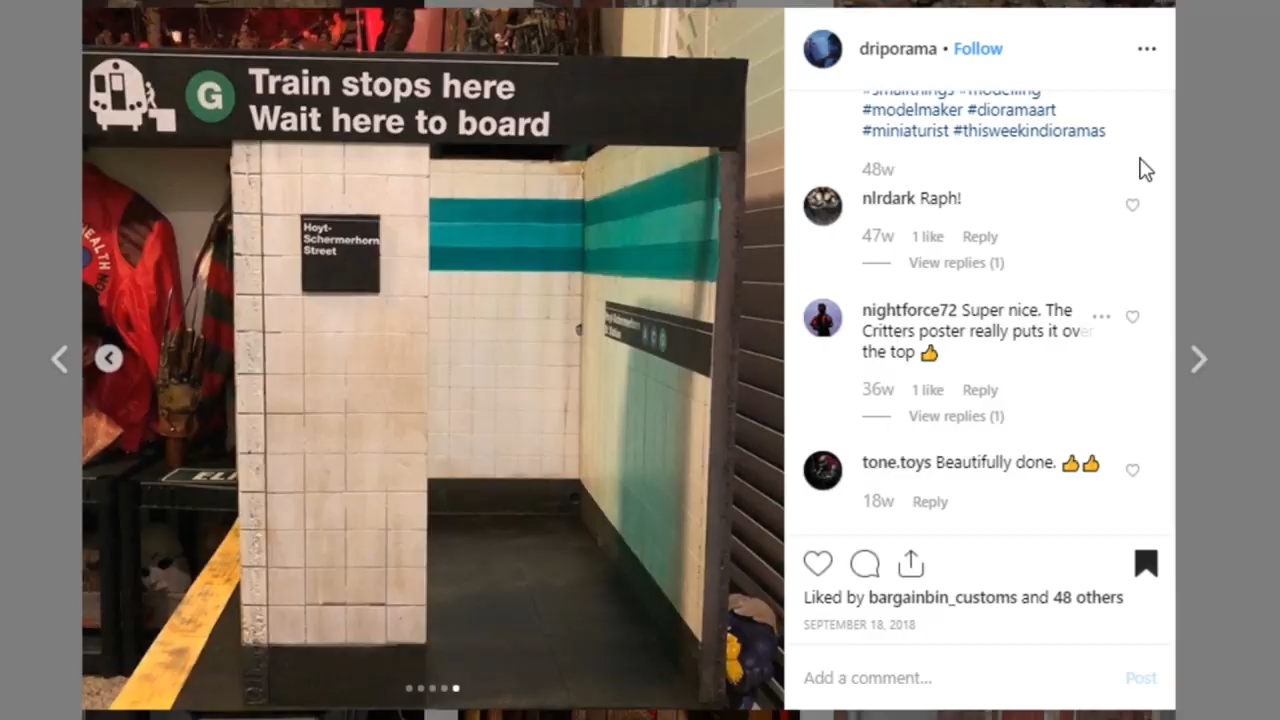 G
Train stops here
Wait here to board
Hoyt-
Schermerhorn
Street
driporama • Follow
#smallthings #modelling
#modelmaker #dioramaart
#miniaturist #thisweekindioramas
48w
nlrdark Raph!
47w 1 like Reply
View replies (1)
nightforce72 Super nice. The
Critters poster really puts it over
the top 👍
36w 1 like Reply
View replies (1)
tone.toys Beautifully done. 👍👍
18w Reply
Liked by bargainbin_customs and 48 others
SEPTEMBER 18, 2018
Add a comment...
Post